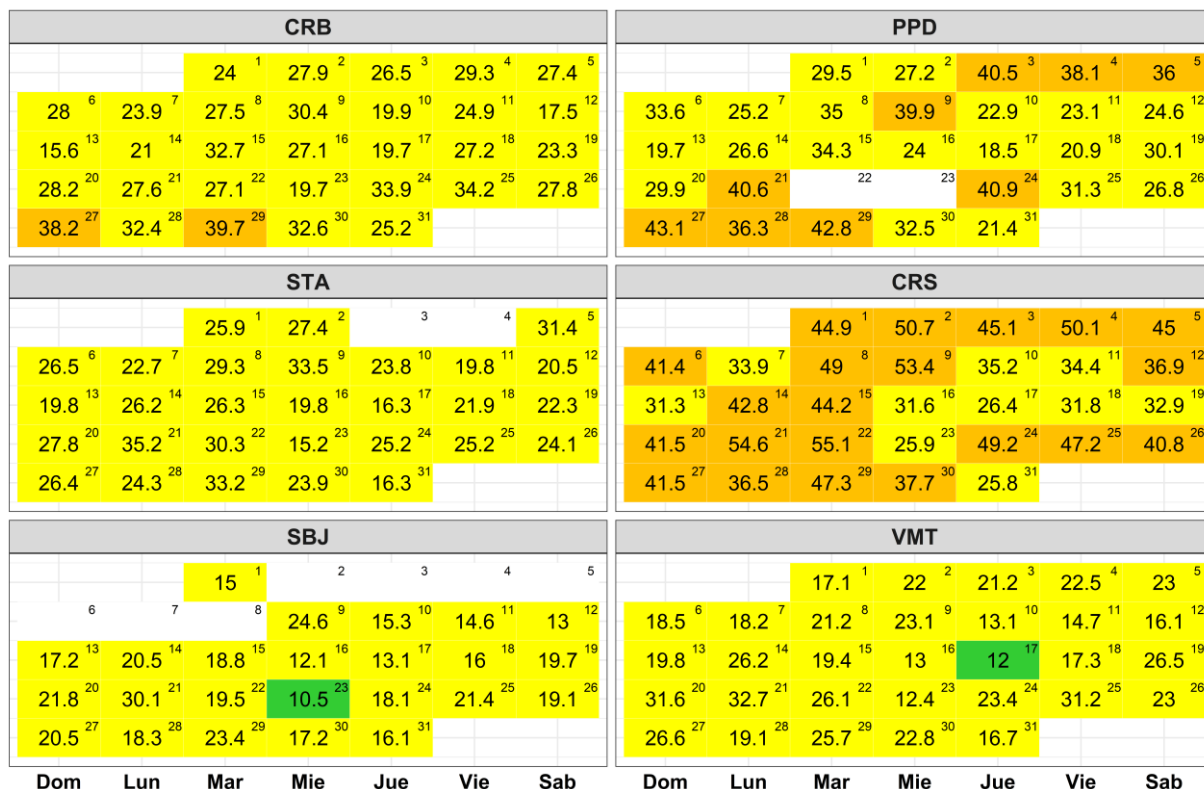 CRB PPD
24 1 27.9 2 26.5 3 29.3 4 27.4 5 29.5 1 27.2 2 40.5 3 38.1 4 36 5
28 6 23.9 7 27.5 8 30.4 9 19.9 10 24.9 11 17.5 12 33.6 6 25.2 7 35 8 39.9 9 22.9 10 23.1 11 24.6 12
15.6 13 21 14 32.7 15 27.1 16 19.7 17 27.2 18 23.3 19 19.7 13 26.6 14 34.3 15 24 16 18.5 17 20.9 18 30.1 19
28.2 20 27.6 21 27.1 22 19.7 23 33.9 24 34.2 25 27.8 26 29.9 20 40.6 21 22 23 40.9 24 31.3 25 26.8 26
38.2 27 32.4 28 39.7 29 32.6 30 25.2 31 43.1 27 36.3 28 42.8 29 32.5 30 21.4 31
STA CRS
25.9 1 27.4 2 3 4 31.4 5 44.9 1 50.7 2 45.1 3 50.1 4 45 5
26.5 6 22.7 7 29.3 8 33.5 9 23.8 10 19.8 11 20.5 12 41.4 6 33.9 7 49 8 53.4 9 35.2 10 34.4 11 36.9 12
19.8 13 26.2 14 26.3 15 19.8 16 16.3 17 21.9 18 22.3 19 31.3 13 42.8 14 44.2 15 31.6 16 26.4 17 31.8 18 32.9 19
27.8 20 35.2 21 30.3 22 15.2 23 25.2 24 25.2 25 24.1 26 41.5 20 54.6 21 55.1 22 25.9 23 49.2 24 47.2 25 40.8 26
26.4 27 24.3 28 33.2 29 23.9 30 16.3 31 41.5 27 36.5 28 47.3 29 37.7 30 25.8 31
SBJ VMT
15 1 2 3 4 5 17.1 1 22 2 21.2 3 22.5 4 23 5
6 7 8 24.6 9 15.3 10 14.6 11 13 12 18.5 6 18.2 7 21.2 8 23.1 9 13.1 10 14.7 11 16.1 12
17.2 13 20.5 14 18.8 15 12.1 16 13.1 17 16 18 19.7 19 19.8 13 26.2 14 19.4 15 13 16 12 17 17.3 18 26.5 19
21.8 20 30.1 21 19.5 22 10.5 23 18.1 24 21.4 25 19.1 26 31.6 20 32.7 21 26.1 22 12.4 23 23.4 24 31.2 25 23 26
20.5 27 18.3 28 23.4 29 17.2 30 16.1 31 26.6 27 19.1 28 25.7 29 22.8 30 16.7 31
Dom Lun Mar Mie Jue Vie Sab Dom Lun Mar Mie Jue Vie Sab